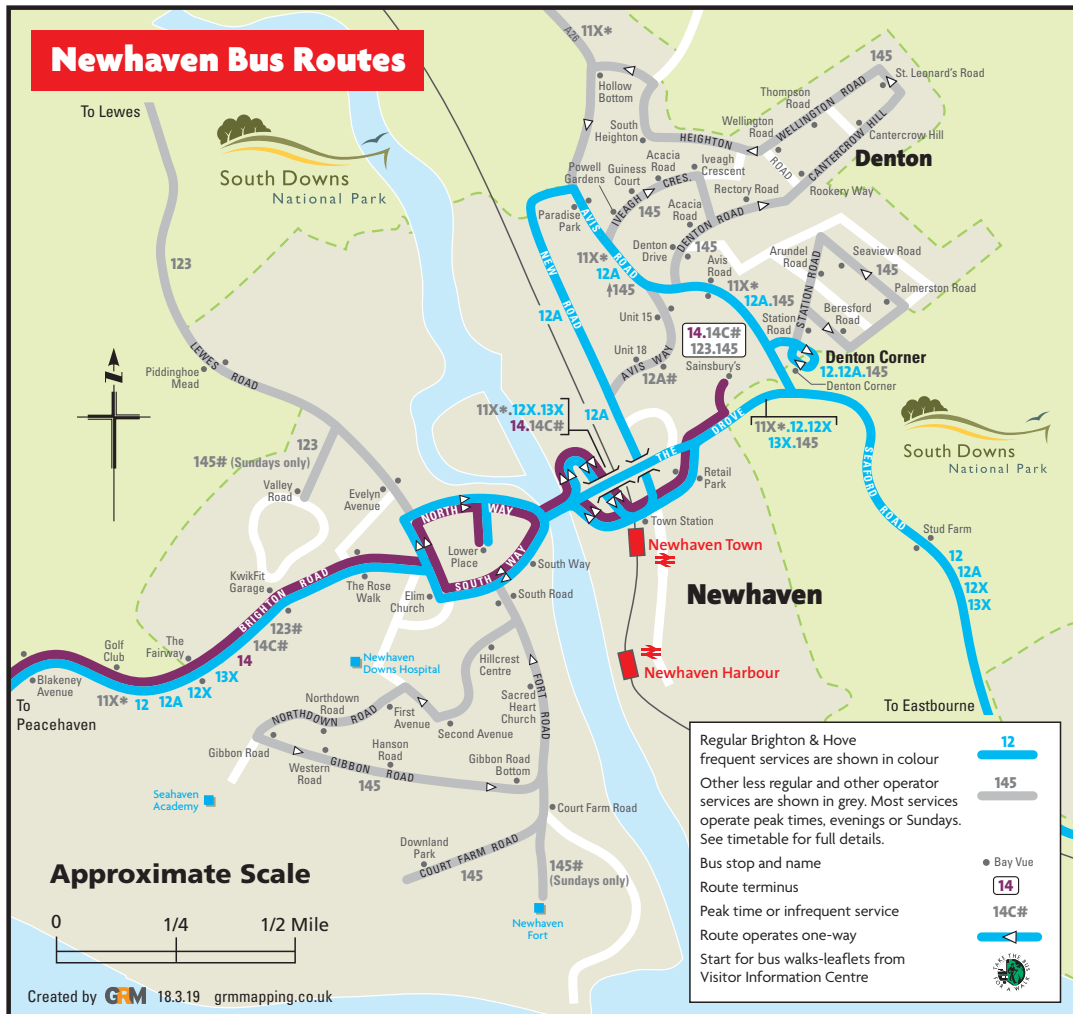 Newhaven Bus Routes
To Lewes
South Downs
National Park
A26
11X*
Hollow
Bottom
South
Heighton
HEIGHTON
ROAD
Thompson
Road
Wellington
Road
WELLINGTON ROAD
145
St. Leonard's Road
CANTERCROW HILL
Cantercrow Hill
Denton
Rookery Way
Powell
Gardens
Guiness
Court
Acacia
Road
Iveagh
Crescent
IVEAGH CRES.
145
Rectory Road
Acacia
Road
DENTON ROAD
Paradise
Park
AVIS ROAD
NEW ROAD
12A
11X*
12A
145
Denton
Drive
145
Avis
Road
11X*
12A.145
Arundel
Road
Seaview Road
145
Palmerston Road
Beresford
Road
STATION ROAD
Station
Road
Denton Corner
12.12A.145
Denton Corner
Unit 15
Unit 18
AVIS WAY
12A#
14.14C#
123.145
Sainsbury's
123
LEWES ROAD
Piddinghoe
Mead
N
11X*.12X.13X
14.14C#
12A
THE DROVE
11X*.12.12X
13X.145
SEAFORD ROAD
South Downs
National Park
123
145# (Sundays only)
Valley
Road
Evelyn
Avenue
NORTH WAY
Lower
Place
SOUTH WAY
South Way
Retail
Park
Town Station
Newhaven Town
Stud Farm
12
12A
12X
13X
KwikFit
Garage
BRIGHTON ROAD
The Rose
Walk
Elim
Church
South Road
Newhaven
123#
14C#
14
13X
12X
12A
12
11X*
The
Fairway
Golf
Club
Blakeney
Avenue
To
Peacehaven
Newhaven
Downs Hospital
Hillcrest
Centre
Newhaven Harbour
Northdown
Road
NORTHDOWN ROAD
First
Avenue
Second Avenue
Sacred
Heart
Church
FORT ROAD
Gibbon Road
Western
Road
GIBBON ROAD
Hanson
Road
145
Gibbon Road
Bottom
Seahaven
Academy
Court Farm Road
Downland
Park
COURT FARM ROAD
145
145#
(Sundays only)
Newhaven
Fort
To Eastbourne
Approximate Scale
0 1/4 1/2 Mile
Created by GRM 18.3.19 grmmapping.co.uk
Regular Brighton & Hove
frequent services are shown in colour
12
Other less regular and other operator
services are shown in grey. Most services
operate peak times, evenings or Sundays.
See timetable for full details.
145
Bus stop and name
Bay Vue
Route terminus
14
Peak time or infrequent service
14C#
Route operates one-way
Start for bus walks-leaflets from
Visitor Information Centre
TAKE THE BUS
FOR A WALK